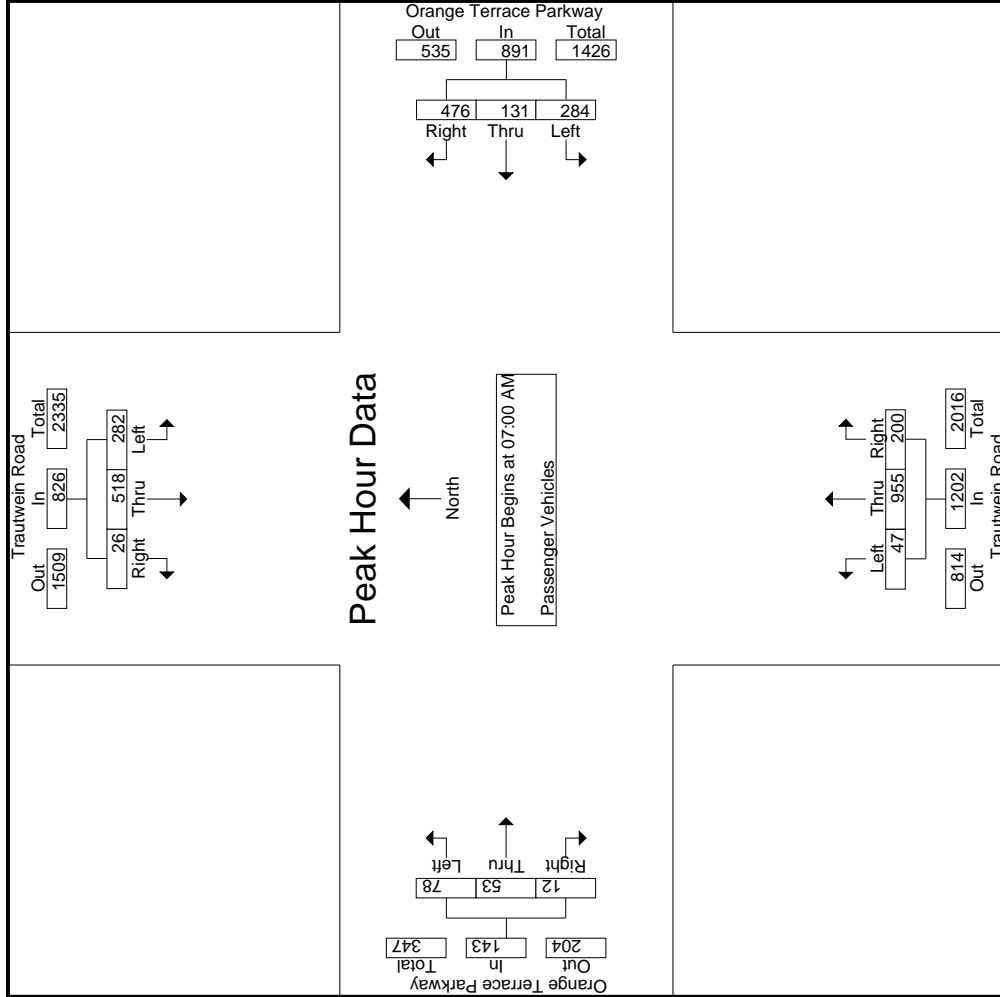 Orange Terrace Parkway
Out In Total
535 891 1426
476 131 284
Right Thru Left
Trautwein Road
Total In Out
2335 826 1509
282 518 26
Left Thru Right
Peak Hour Data
North
Peak Hour Begins at 07:00 AM
Passenger Vehicles
Right Thru Left
200 955 47
2016 1202 814
Total In Out
Trautwein Road
Left Thru Right
78 53 12
347 143 204
Total In Out
Orange Terrace Parkway